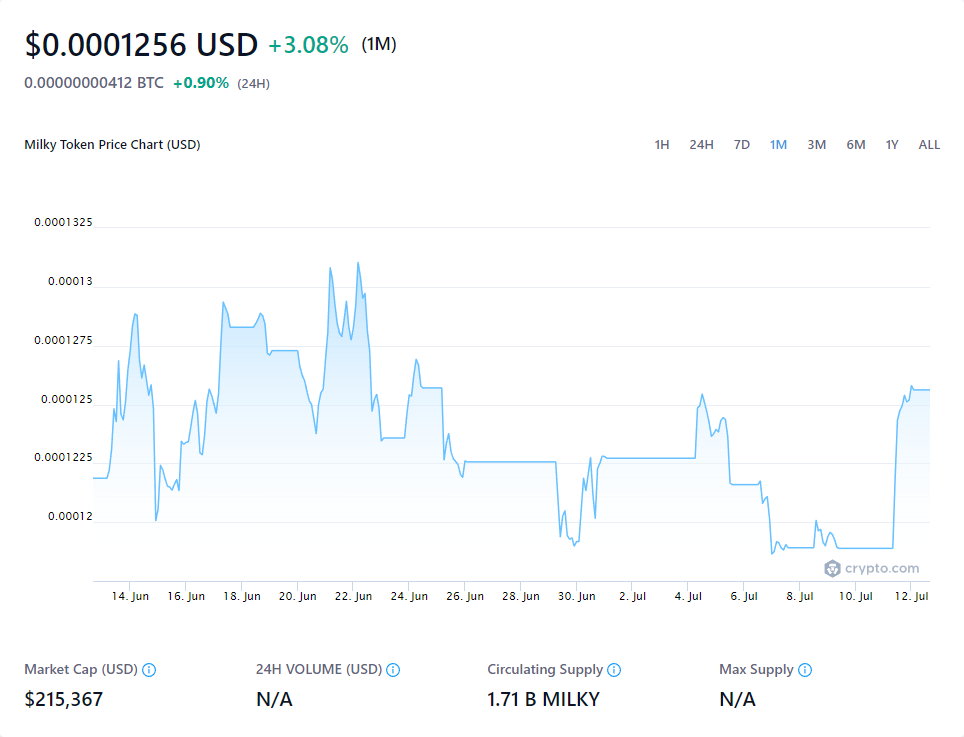 $0.0001256 USD +3.08% (1M)
0.00000000412 BTC +0.90% (24H)
Milky Token Price Chart (USD) 1H 24H 7D 1M 3M 6M 1Y ALL
0.0001325
0.00013
0.0001275
0.000125
0.0001225
0.00012
crypto.com
14. Jun 16. Jun 18. Jun 20. Jun 22. Jun 24. Jun 26. Jun 28. Jun 30. Jun 2. Jul 4. Jul 6. Jul 8. Jul 10. Jul 12. Jul
Market Cap (USD) 24H VOLUME (USD) Circulating Supply Max Supply
$215,367 N/A 1.71 B MILKY N/A